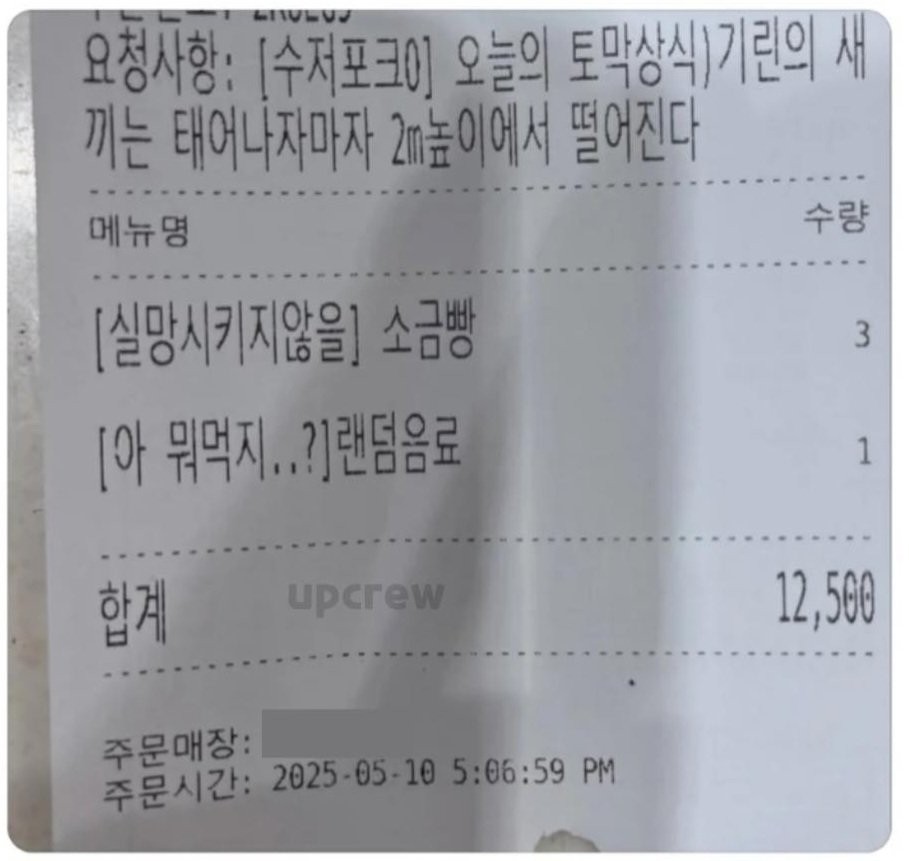 요청사항: [수저포크O] 오늘의 토막상식)기린의 새
끼는 태어나자마자 2m높이에서 떨어진다
메뉴명 수량
[실망시키지않을] 소금빵 3
[아 뭐먹지..?]랜덤음료 1
upcrew
합계 12,500
주문매장:
주문시간: 2025-05-10 5:06:59 PM